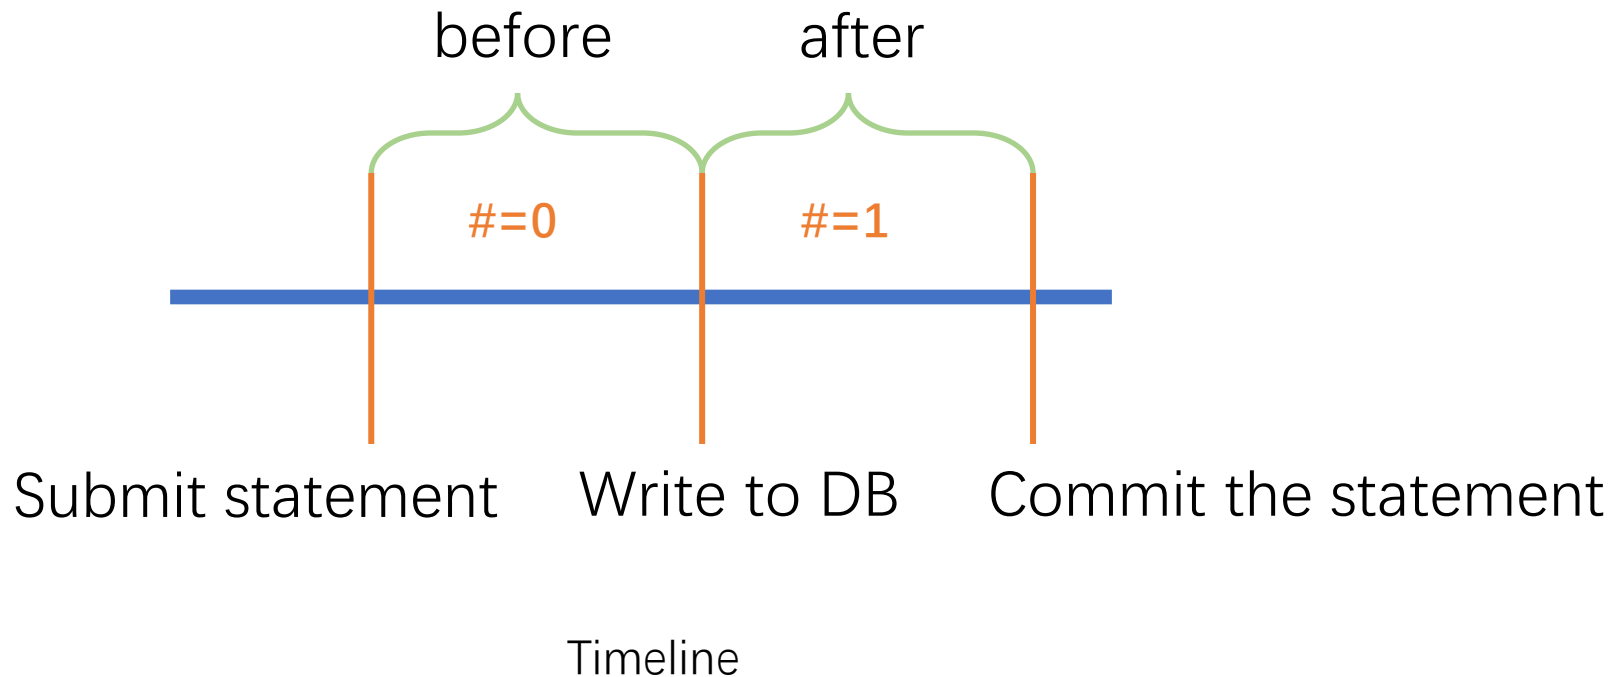 before after
#=0 #=1
Submit statement Write to DB Commit the statement
Timeline